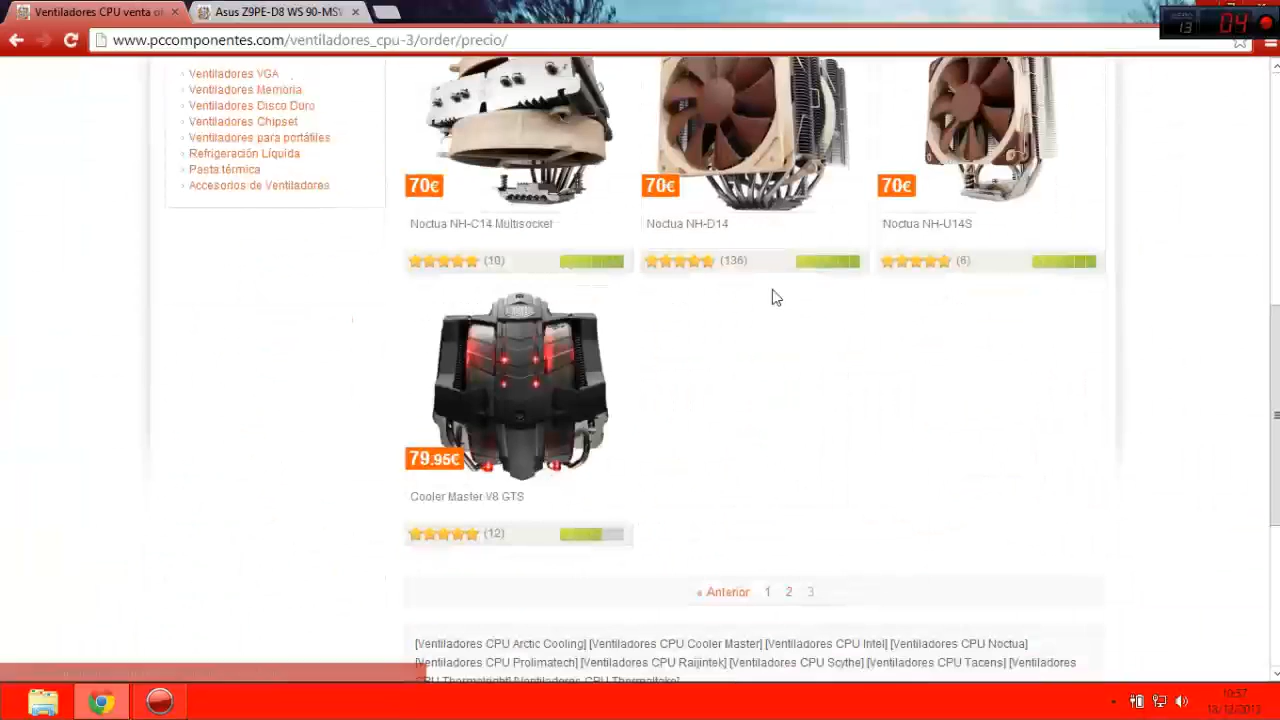 Ventiladores CPU venta o
Asus Z9PE-D8 WS 90-MSV
13 04
www.pccomponentes.com/ventiladores_cpu-3/order/precio/
Ventiladores VGA
Ventiladores Memoria
Ventiladores Disco Duro
Ventiladores Chipset
Ventiladores para portátiles
Refrigeración Líquida
Pasta térmica
Accesorios de Ventiladores
70€ 70€ 70€
Noctua NH-C14 Multisocket Noctua NH-D14 Noctua NH-U14S
(10) (136) (6)
79.95€
Cooler Master V8 GTS
(12)
« Anterior 1 2 3
[Ventiladores CPU Arctic Cooling] [Ventiladores CPU Cooler Master] [Ventiladores CPU Intel] [Ventiladores CPU Noctua]
[Ventiladores CPU Prolimatech] [Ventiladores CPU Raijintek] [Ventiladores CPU Scythe] [Ventiladores CPU Tacens] [Ventiladores
CPU Thermalright] [Ventiladores CPU Thermaltake]
10:57
18/12/2013